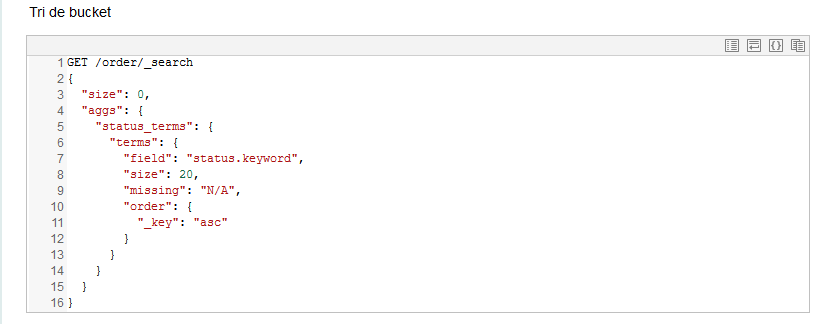 Tri de bucket
1 GET /order/_search
2 {
3   "size": 0,
4   "aggs": {
5     "status_terms": {
6       "terms": {
7         "field": "status.keyword",
8         "size": 20,
9         "missing": "N/A",
10         "order": {
11           "_key": "asc"
12         }
13       }
14     }
15   }
16 }